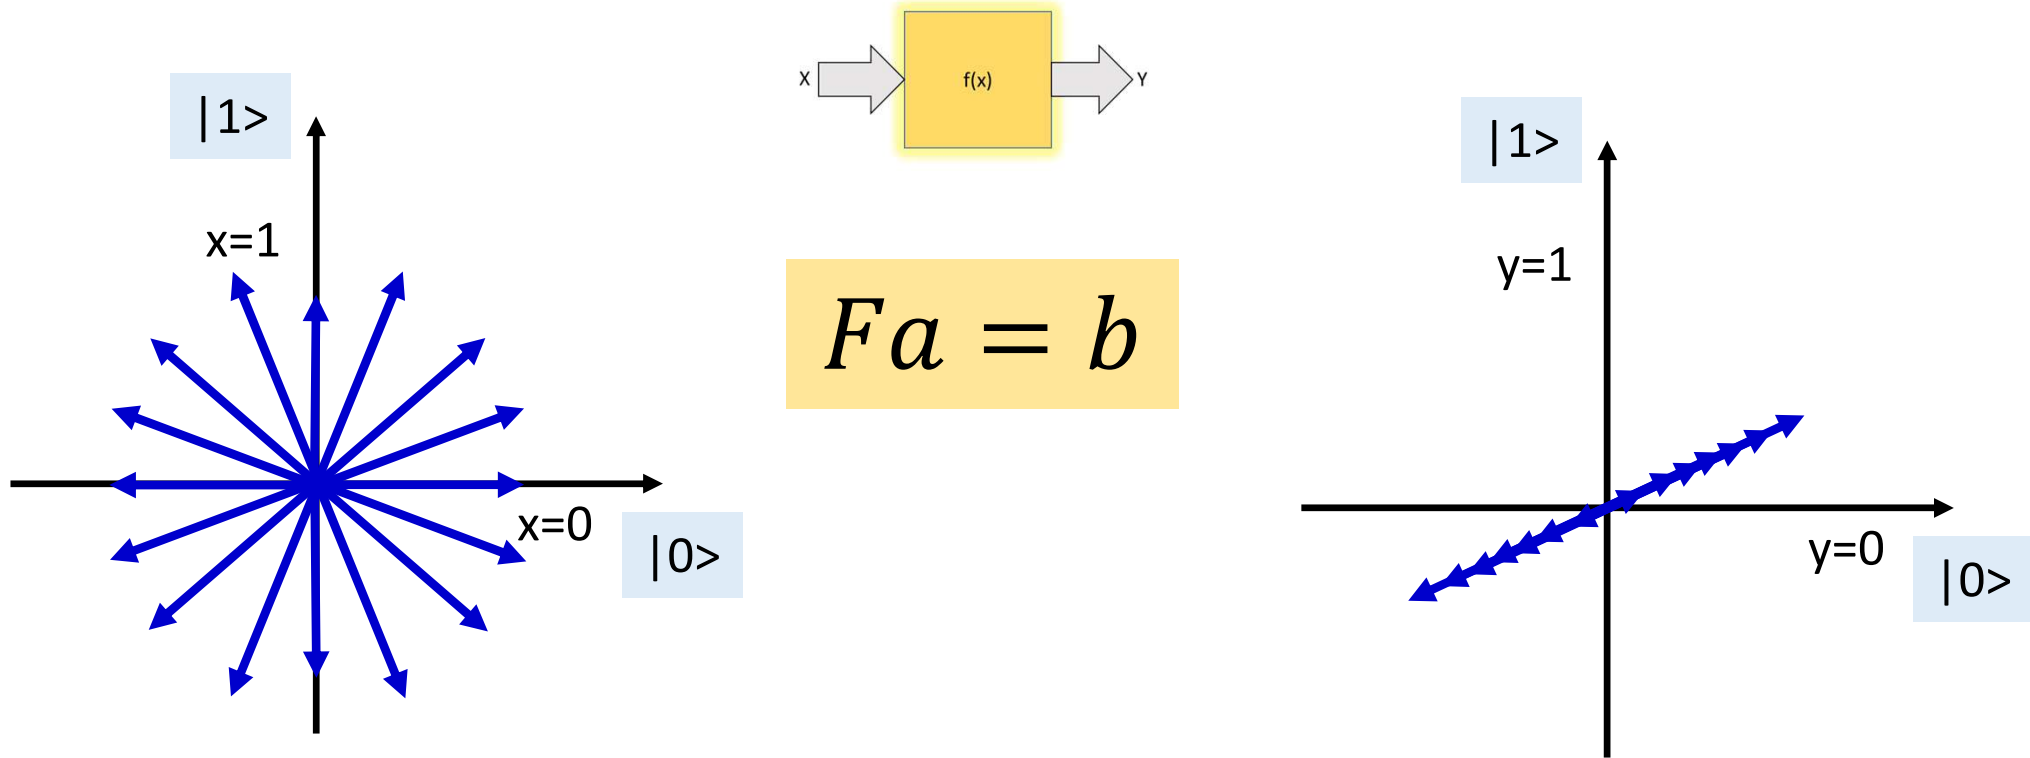 |1>
x=1
x=0
|0>
X
f(x)
Y
Fa = b
|1>
y=1
y=0
|0>